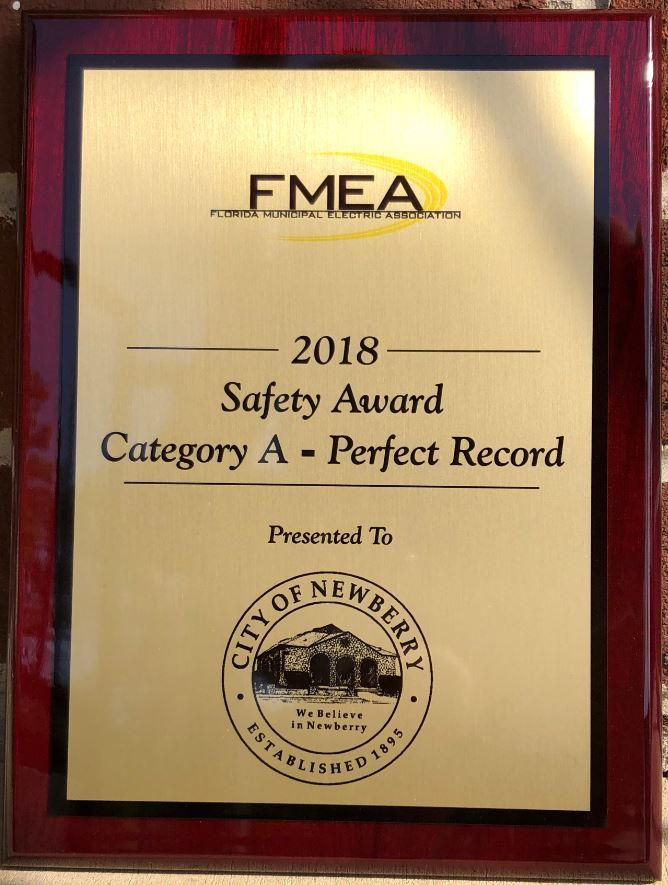 FMEA
FLORIDA MUNICIPAL ELECTRIC ASSOCIATION
2018
Safety Award
Category A - Perfect Record
Presented To
CITY OF NEWBERRY
We Believe
in Newberry
ESTABLISHED 1895